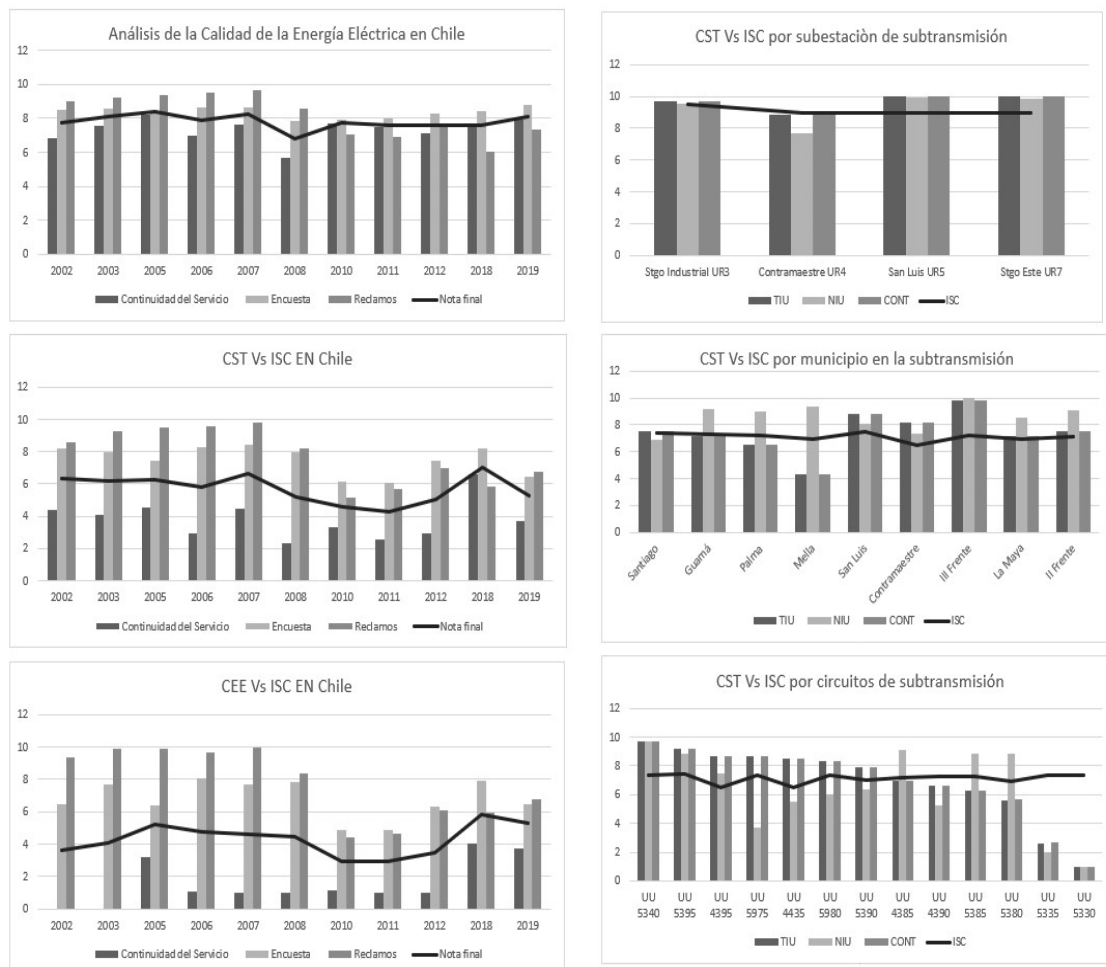 Análisis de la Calidad de la Energía Eléctrica en Chile
12
10
8
6
4
2
0
2002 2003 2005 2006 2007 2008 2010 2011 2012 2018 2019
Continuidad del Servicio Encuesta Reclamos Nota final
CST Vs ISC EN Chile
12
10
8
6
4
2
0
2002 2003 2005 2006 2007 2008 2010 2011 2012 2018 2019
Continuidad del Servicio Encuesta Reclamos Nota final
CEE Vs ISC EN Chile
12
10
8
6
4
2
0
2002 2003 2005 2006 2007 2008 2010 2011 2012 2018 2019
Continuidad del Servicio Encuesta Reclamos Nota final
CST Vs ISC por subestaciòn de subtransmisión
12
10
8
6
4
2
0
Stgo Industrial UR3 Contramaestre UR4 San Luis UR5 Stgo Este UR7
TIU NIU CONT ISC
CST Vs ISC por municipio en la subtransmisión
12
10
8
6
4
2
0
Santiago Guamá Palma Mella San Luis Contramaestre III Frente La Maya II Frente
TIU NIU CONT ISC
CST Vs ISC por circuitos de subtransmisión
12
10
8
6
4
2
0
UU UU UU UU UU UU UU UU UU UU UU UU UU
5340 5395 4395 5975 4435 5980 5390 4385 4390 5385 5380 5335 5330
TIU NIU CONT ISC